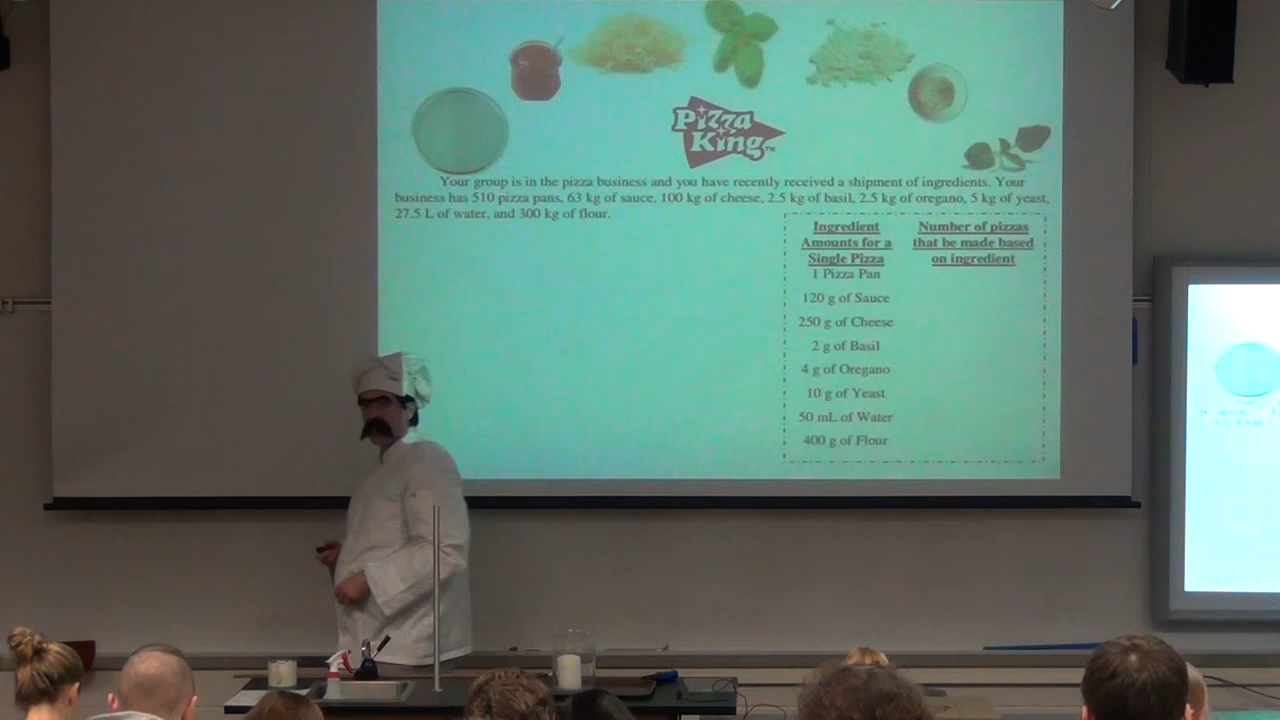 Pizza
King
TM
Your group is in the pizza business and you have recently received a shipment of ingredients. Your
business has 510 pizza pans, 63 kg of sauce, 100 kg of cheese, 2.5 kg of basil, 2.5 kg of oregano, 5 kg of yeast,
27.5 L of water, and 300 kg of flour.
Ingredient
Amounts for a
Single Pizza
1 Pizza Pan
120 g of Sauce
250 g of Cheese
2 g of Basil
4 g of Oregano
10 g of Yeast
50 mL of Water
400 g of Flour
Number of pizzas
that be made based
on ingredient